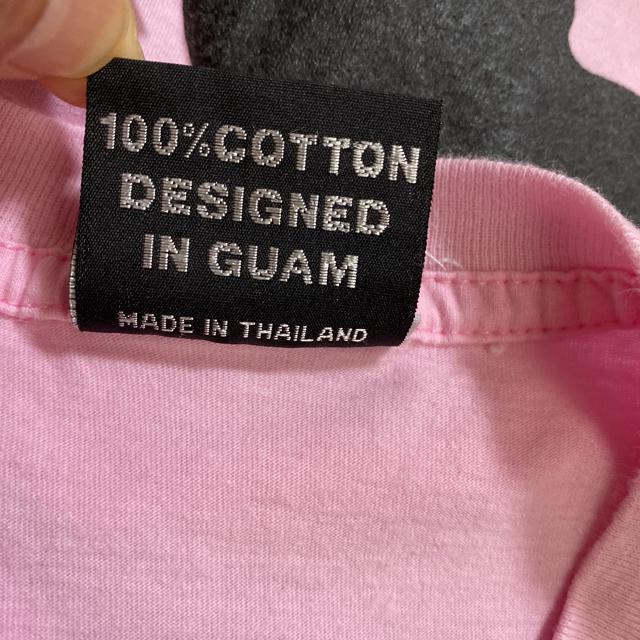 100%COTTON
DESIGNED
IN GUAM
MADE IN THAILAND